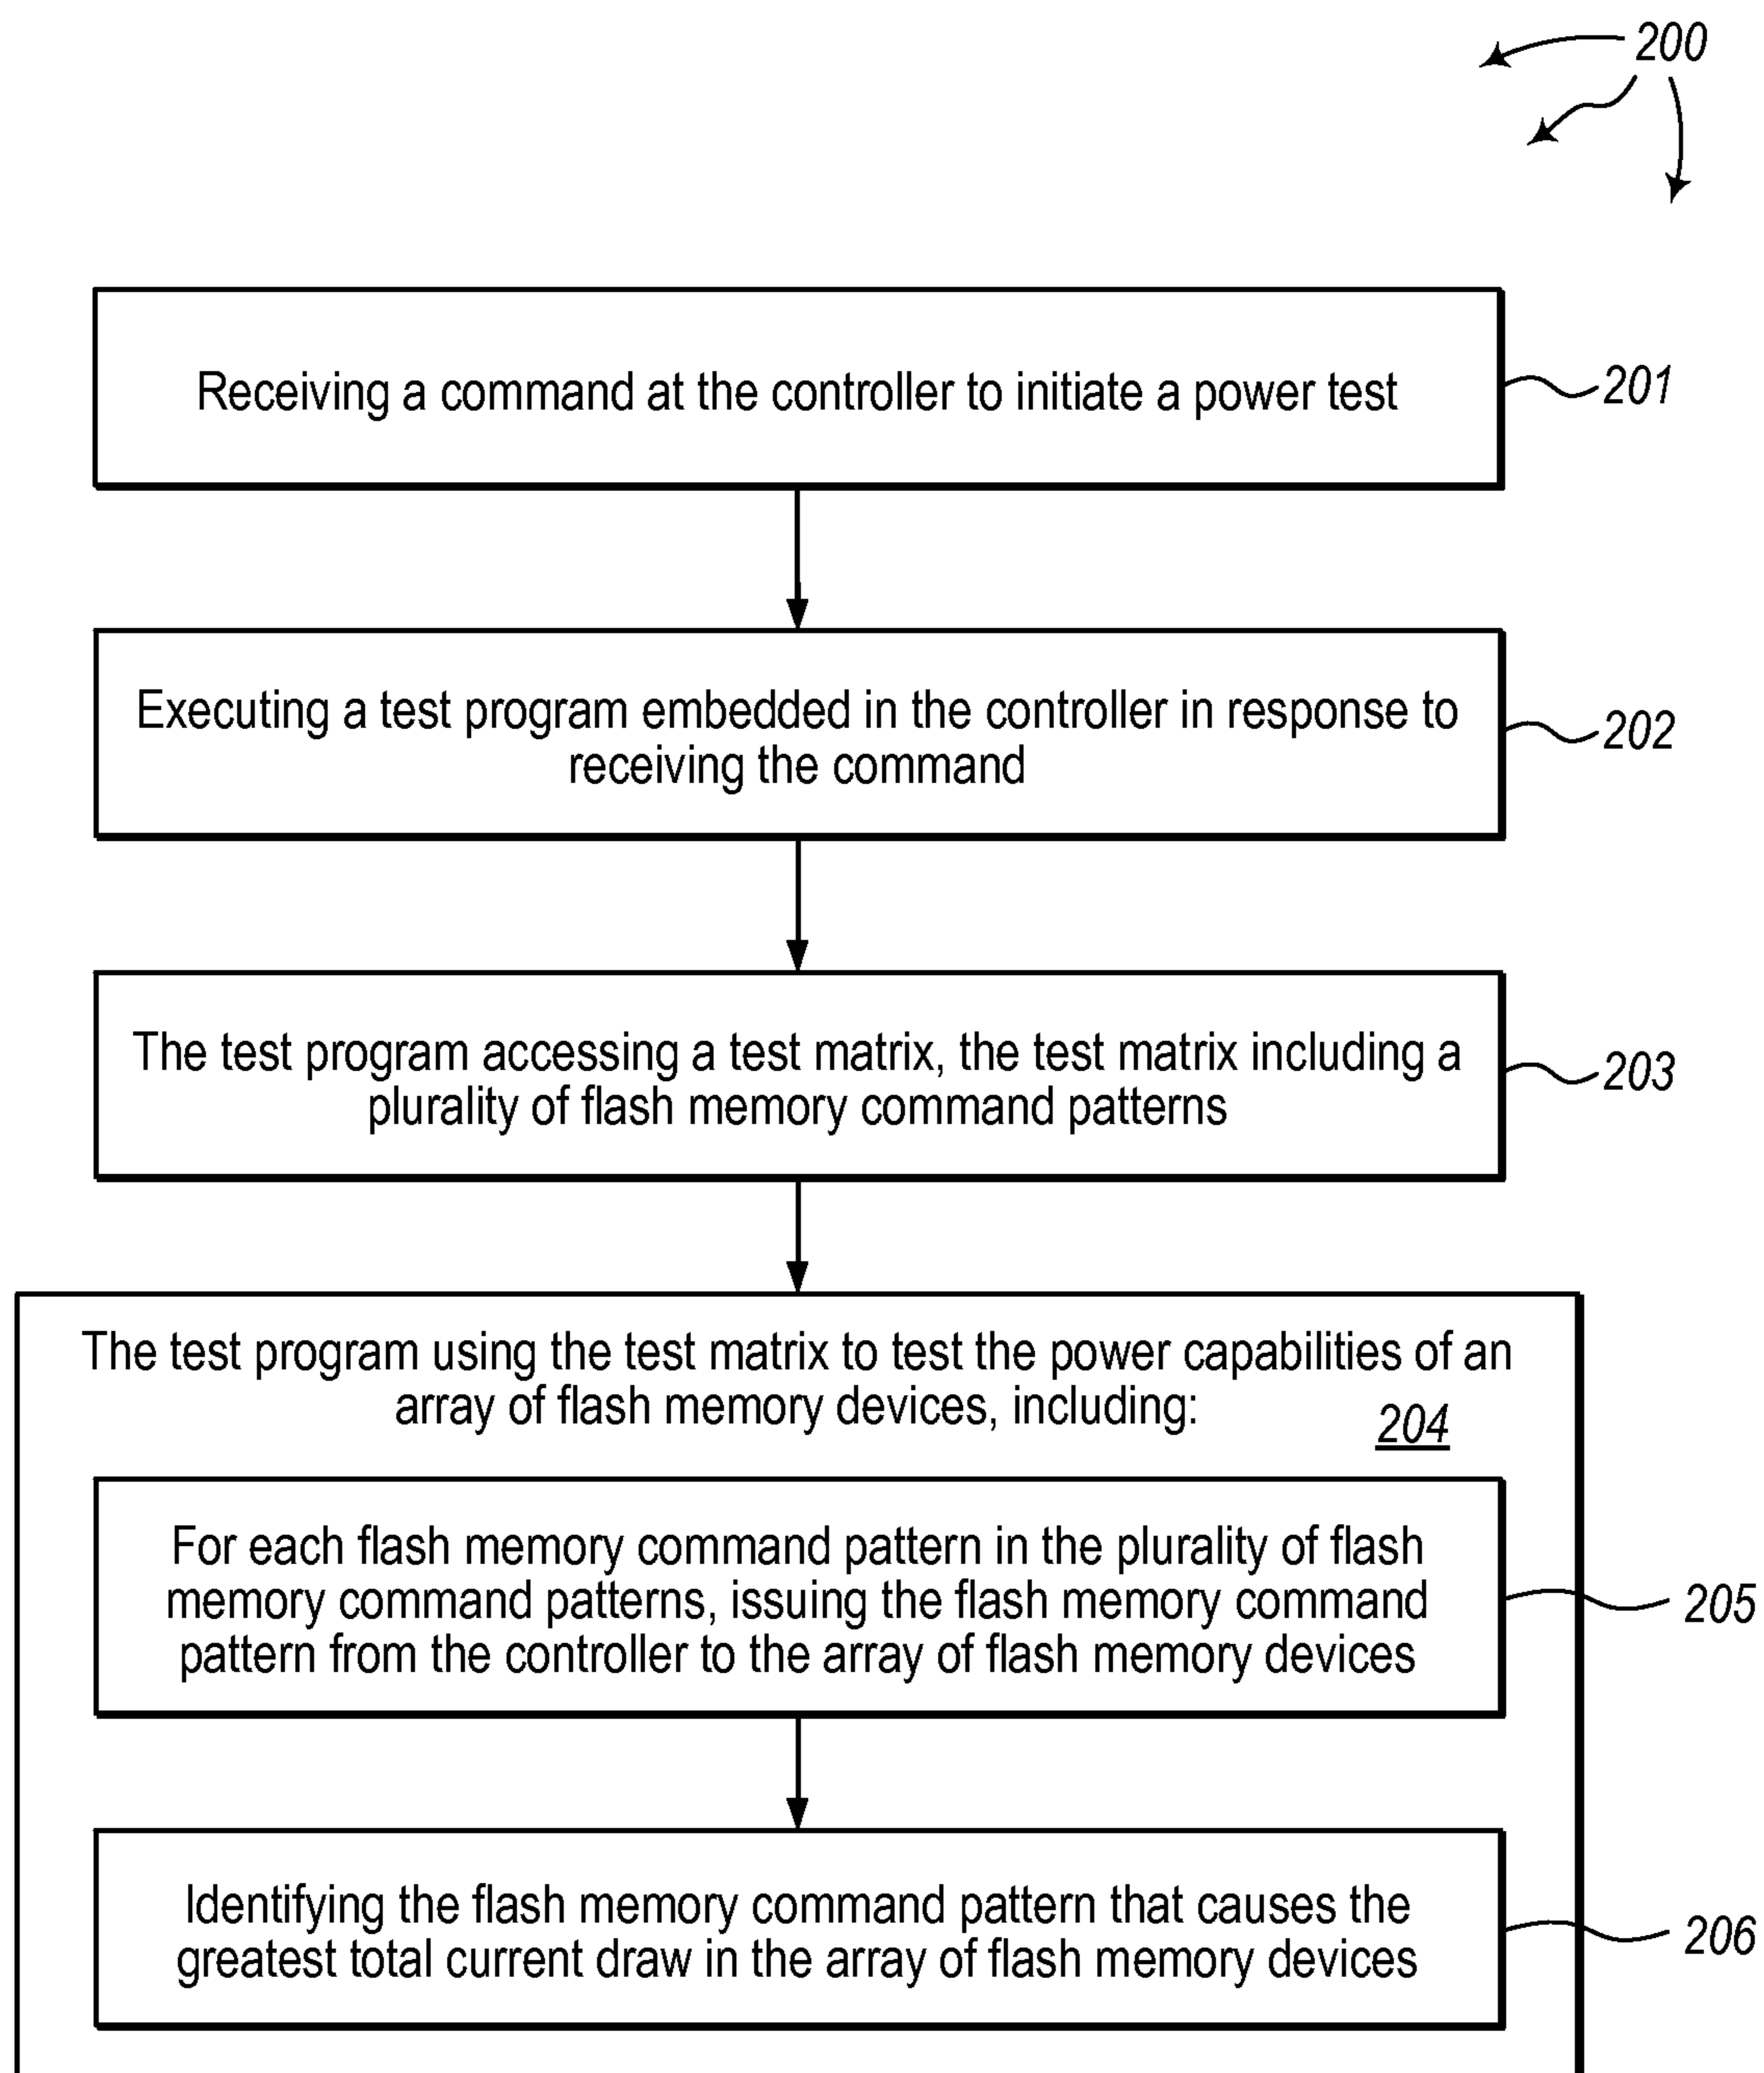 200
Receiving a command at the controller to initiate a power test
201
Executing a test program embedded in the controller in response to
receiving the command
202
The test program accessing a test matrix, the test matrix including a
plurality of flash memory command patterns
203
The test program using the test matrix to test the power capabilities of an
array of flash memory devices, including:
204
For each flash memory command pattern in the plurality of flash
memory command patterns, issuing the flash memory command
pattern from the controller to the array of flash memory devices
205
Identifying the flash memory command pattern that causes the
greatest total current draw in the array of flash memory devices
206